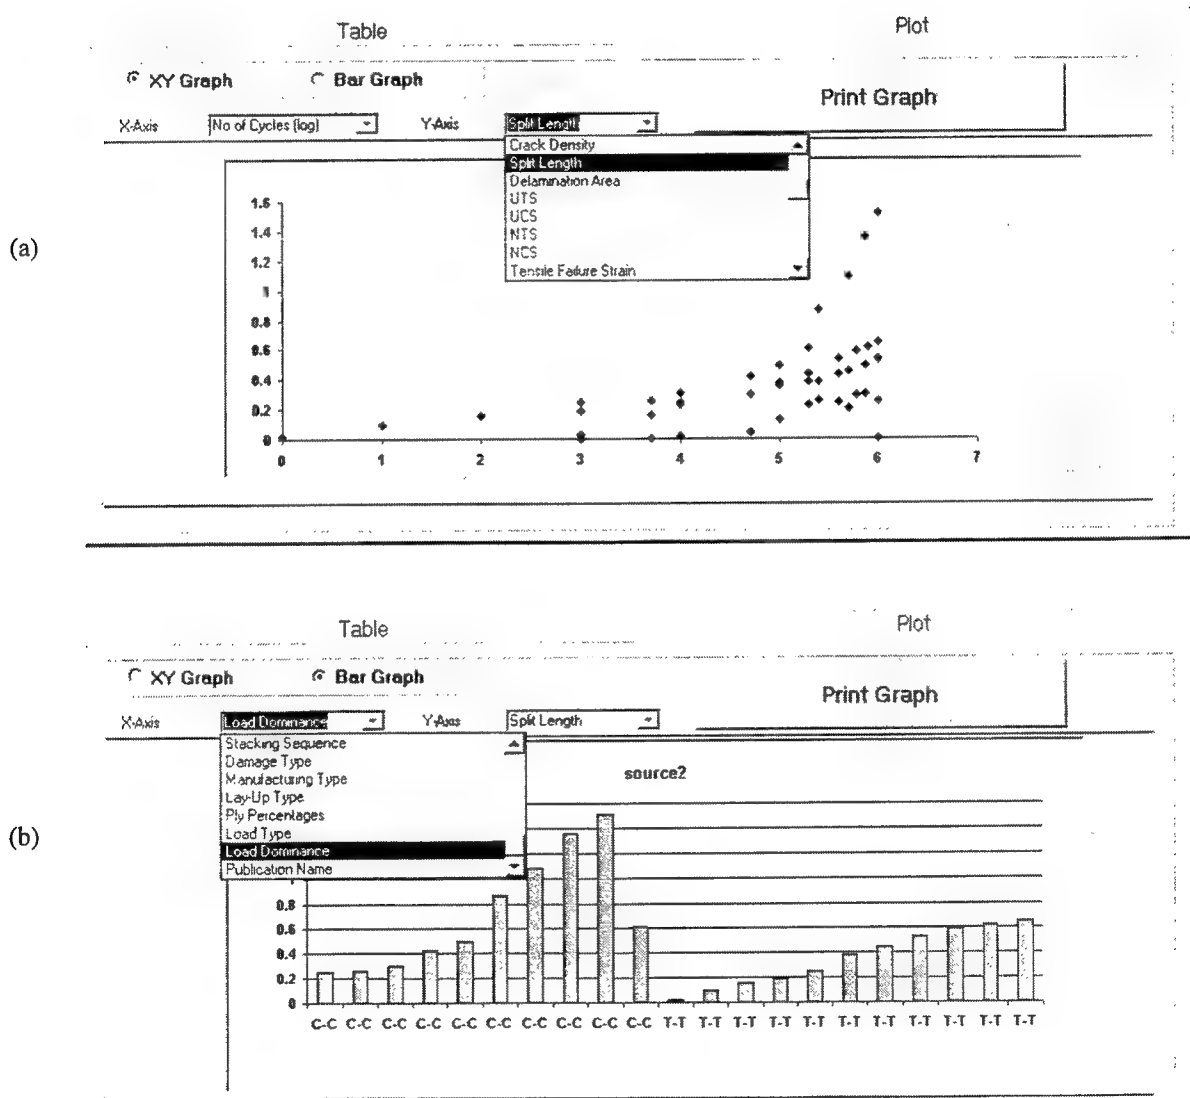 Table Plot
XY Graph Bar Graph
Print Graph
X-Axis No of Cycles (log) Y-Axis Split Length
Crack Density
Split Length
Delamination Area
UTS
UCS
NTS
NCS
Tensile Failure Strain
(a)
1.6
1.4
1.2
1
0.8
0.6
0.4
0.2
0
0 1 2 3 4 5 6 7
Table Plot
XY Graph Bar Graph
Print Graph
X-Axis Load Dominance Y-Axis Split Length
Stacking Sequence
Damage Type
Manufacturing Type
Lay-Up Type
Ply Percentages
Load Type
Load Dominance
Publication Name
source2
(b)
1
0.8
0.6
0.4
0.2
0
C-C C-C C-C C-C C-C C-C C-C C-C C-C C-C T-T T-T T-T T-T T-T T-T T-T T-T T-T T-T T-T